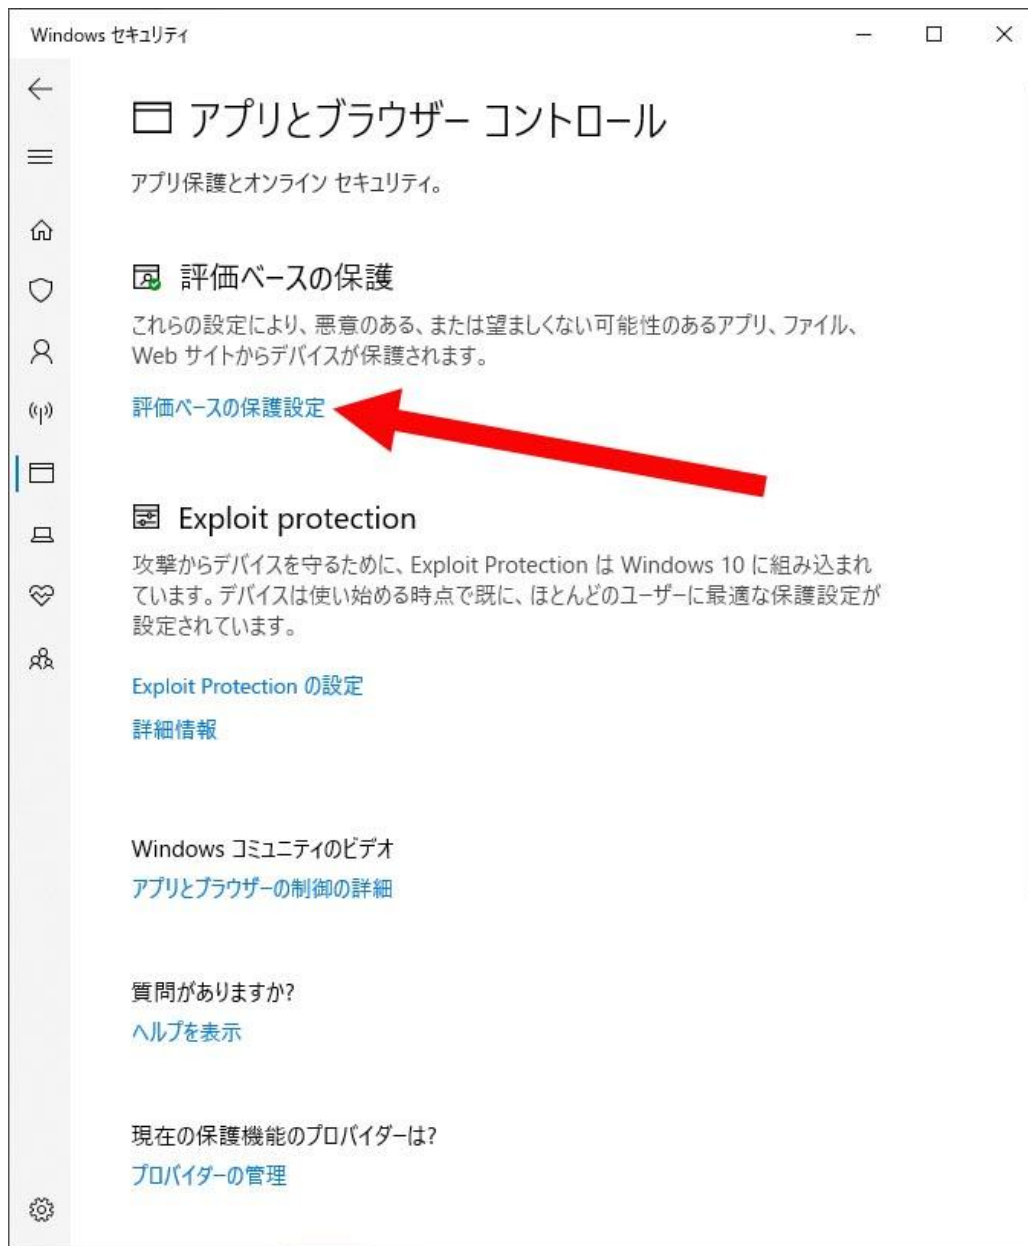 Windows セキュリティ
アプリとブラウザー コントロール
アプリ保護とオンライン セキュリティ。
評価ベースの保護
これらの設定により、悪意のある、または望ましくない可能性のあるアプリ、ファイル、
Web サイトからデバイスが保護されます。
評価ベースの保護設定
Exploit protection
攻撃からデバイスを守るために、Exploit Protection は Windows 10 に組み込まれ
ています。デバイスは使い始める時点で既に、ほとんどのユーザーに最適な保護設定が
設定されています。
Exploit Protection の設定
詳細情報
Windows コミュニティのビデオ
アプリとブラウザーの制御の詳細
質問がありますか?
ヘルプを表示
現在の保護機能のプロバイダーは?
プロバイダーの管理